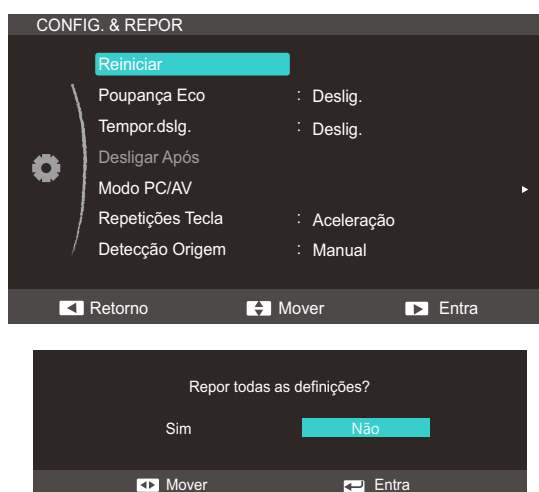 CONFIG. & REPOR
Reiniciar
Poupança Eco : Deslig.
Tempor.dslg. : Deslig.
Desligar Após
Modo PC/AV
Repetições Tecla : Aceleração
Detecção Origem : Manual
Retorno Mover Entra
Repor todas as definições?
Sim Não
Mover Entra